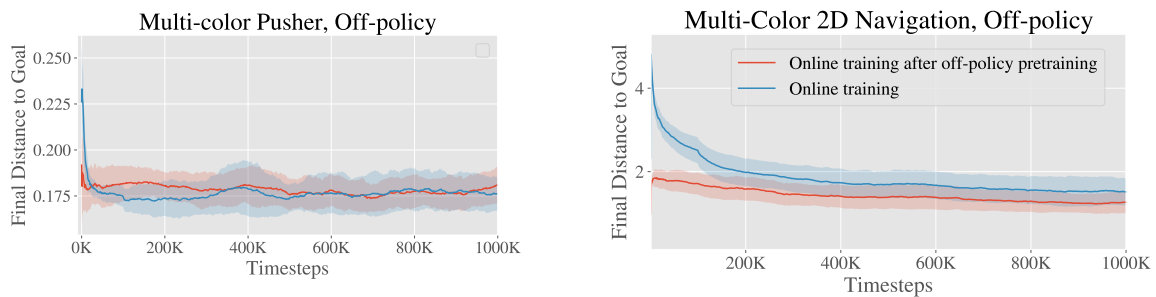 Multi-color Pusher, Off-policy
Final Distance to Goal
0.250
0.225
0.200
0.175
0K
200K
400K
600K
800K
1000K
Timesteps
Multi-Color 2D Navigation, Off-policy
Final Distance to Goal
4
2
Online training after off-policy pretraining
Online training
200K
400K
600K
800K
1000K
Timesteps